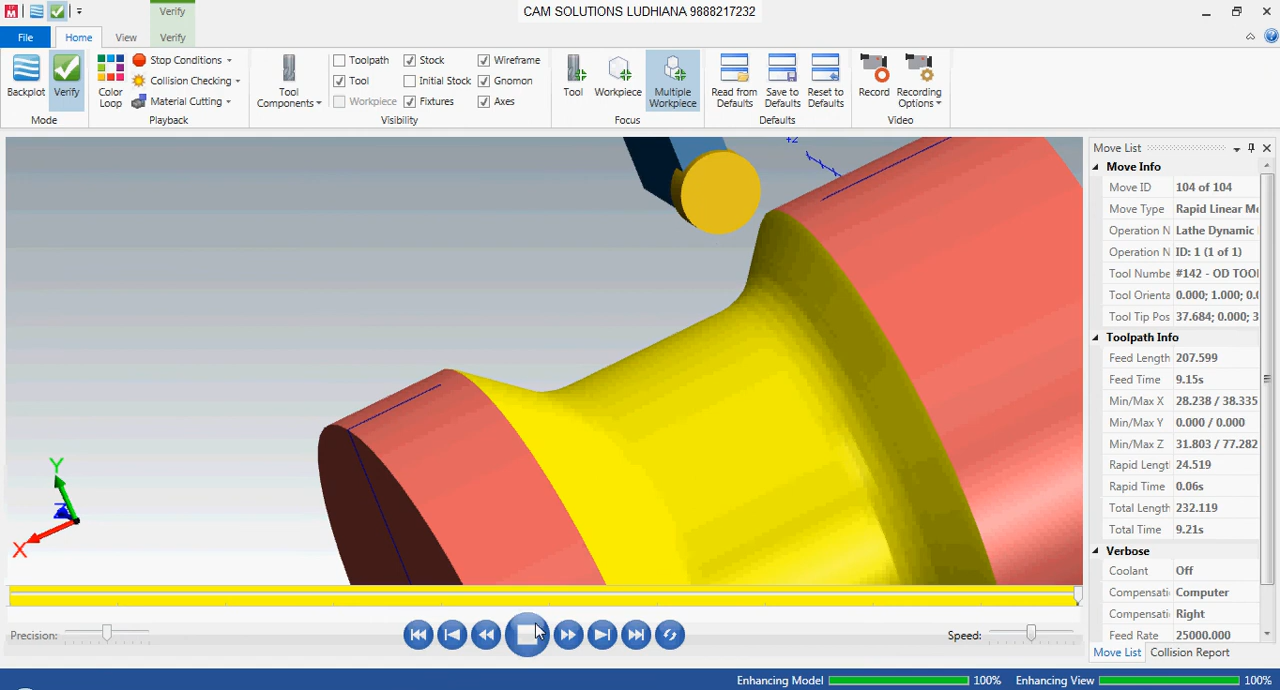 CAM SOLUTIONS LUDHIANA 9888217232
Verify
File Home View Verify
Backplot
Verify
Mode
Color Loop
Stop Conditions
Collision Checking
Material Cutting
Playback
Tool Components
Toolpath
Tool
Workpiece
Stock
Initial Stock
Fixtures
Wireframe
Gnomon
Axes
Visibility
Tool
Workpiece
Multiple Workpiece
Focus
Read from Defaults
Save to Defaults
Reset to Defaults
Defaults
Record
Recording Options
Video
+Z
Y
X
Move List
Move Info
Move ID 104 of 104
Move Type Rapid Linear Mo
Operation N Lathe Dynamic
Operation N ID: 1 (1 of 1)
Tool Numbe #142 - OD TOO
Tool Orienta 0.000; 1.000; 0.0
Tool Tip Pos 37.684; 0.000; 3
Toolpath Info
Feed Length 207.599
Feed Time 9.15s
Min/Max X 28.238 / 38.335
Min/Max Y 0.000 / 0.000
Min/Max Z 31.803 / 77.282
Rapid Lengt 24.519
Rapid Time 0.06s
Total Length 232.119
Total Time 9.21s
Verbose
Coolant Off
Compensati Computer
Compensati Right
Feed Rate 25000.000
Move List Collision Report
Precision:
Speed:
Enhancing Model 100% Enhancing View 100%